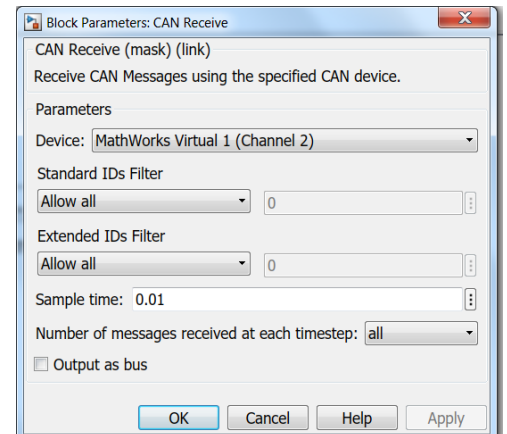 Block Parameters: CAN Receive
CAN Receive (mask) (link)
Receive CAN Messages using the specified CAN device.
Parameters
Device: MathWorks Virtual 1 (Channel 2)
Standard IDs Filter
Allow all 0
Extended IDs Filter
Allow all 0
Sample time: 0.01
Number of messages received at each timestep: all
Output as bus
OK Cancel Help Apply